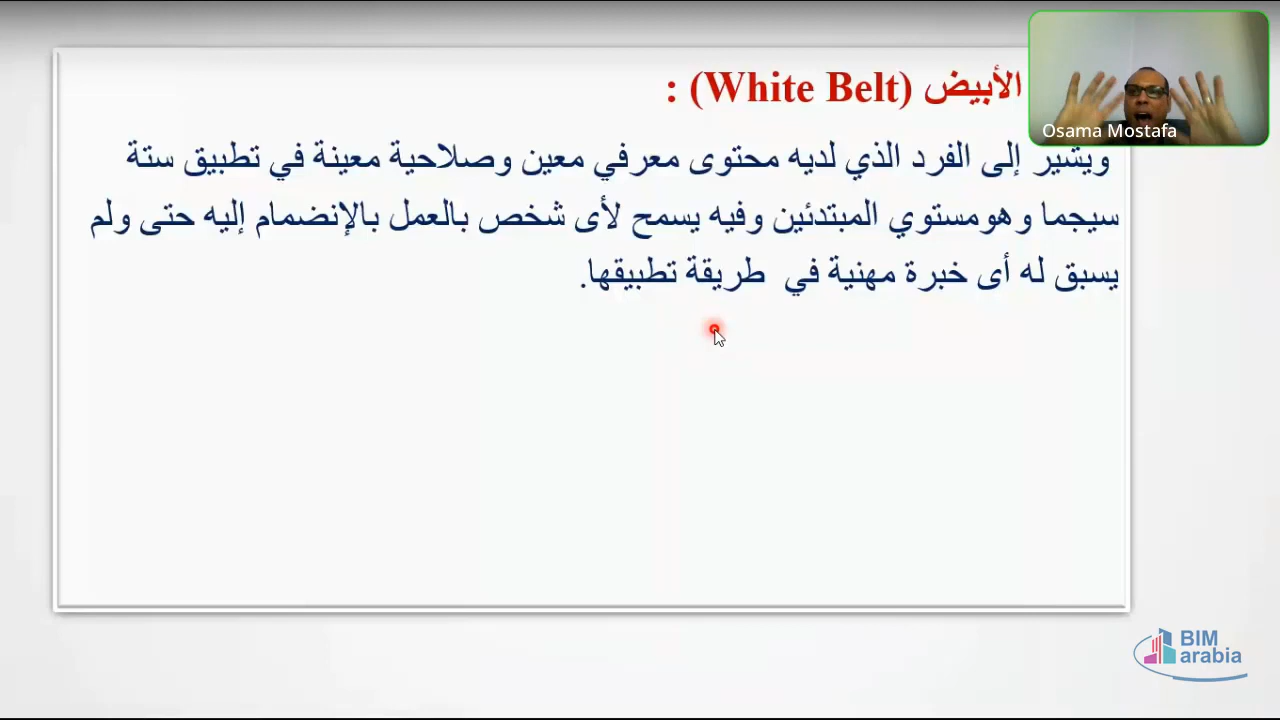 الأبيض (White Belt) :
ويشير إلى الفرد الذي لديه محتوى معرفي معين وصلاحية معينة في تطبيق ستة
سيجما وهومستوي المبتدئين وفيه يسمح لأى شخص بالعمل بالإنضمام إليه حتى ولم
يسبق له أى خبرة مهنية في طريقة تطبيقها.
Osama Mostafa
BIM
arabia